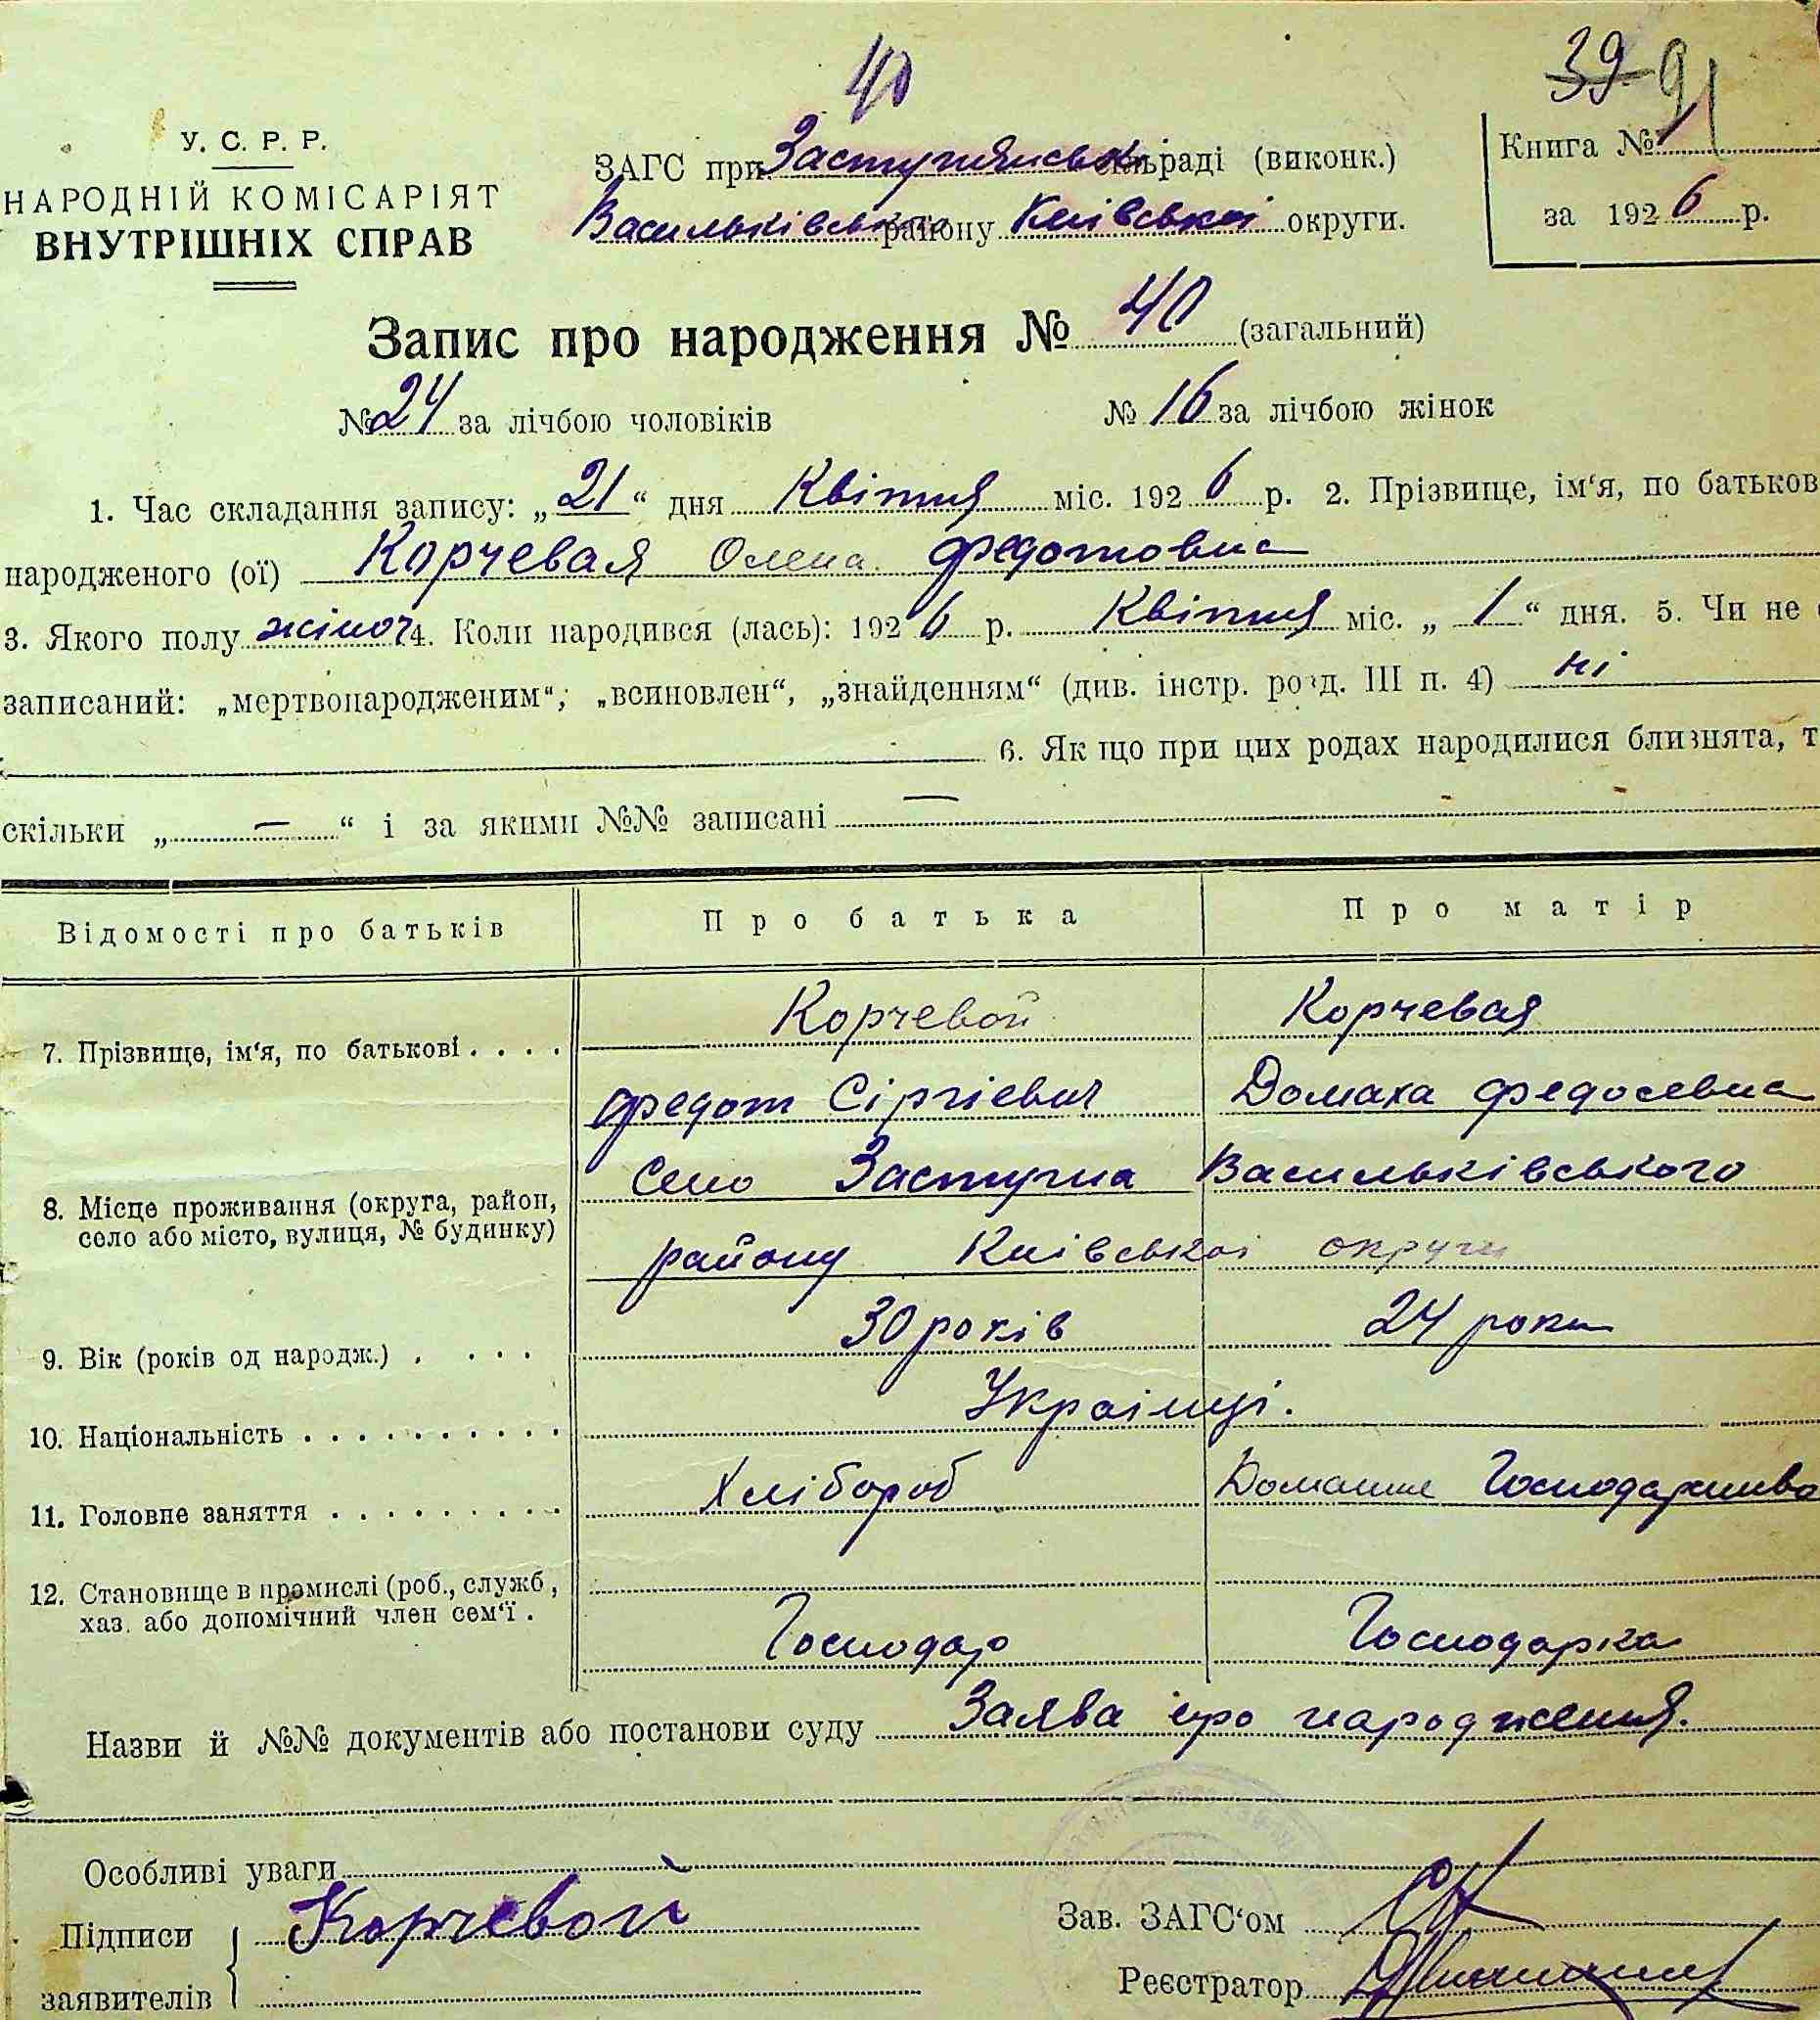 40
39 91
У. С. Р. Р.
НАРОДНІЙ КОМІСАРІЯТ
ВНУТРІШНІХ СПРАВ
ЗАГС при Застугнянськ сільраді (виконк.)
Васильківського району Київської округи.
Книга № 1
за 1926 р.
Запис про народження № 40 (загальний)
№ 24 за лічбою чоловіків № 16 за лічбою жінок
1. Час складання запису: „21“ дня Квітня міс. 1926 р. 2. Прізвище, ім‘я, по батьков
народженого (ої) Корчевая Олена Федотовна
3. Якого полу жіноч 4. Коли народився (лась): 1926 р. Квітня міс. „1“ дня. 5. Чи не
записаний: „мертвонародженим“; „всиновлен“, „знайденням“ (див. інстр. розд. III п. 4) ні
6. Як що при цих родах народилися близнята, т
скільки „ — “ і за якими №№ записані —
Відомості про батьків Про батька Про матір
7. Прізвище, ім‘я, по батькові . . . . Корчевой Корчевая
Федот Сіргієвич Домаха Федосевна
8. Місце проживання (округа, район, село або місто, вулиця, № будинку) Село Застугна Васильківського
району Київської округи
9. Вік (років од народж.) . . . . 30 років 24 роки
10. Національність . . . . . . . . . . Українці.
11. Головне заняття . . . . . . . . . Хлібороб Домашнє Господарство
12. Становище в промислі (роб., служб, хаз. або допомічний член сем‘ї . Господар Господарка
Назви й №№ документів або постанови суду Заява про народження.
Особливі уваги
Підписи Корчевой
заявителів
Зав. ЗАГС‘ом
Реєстратор